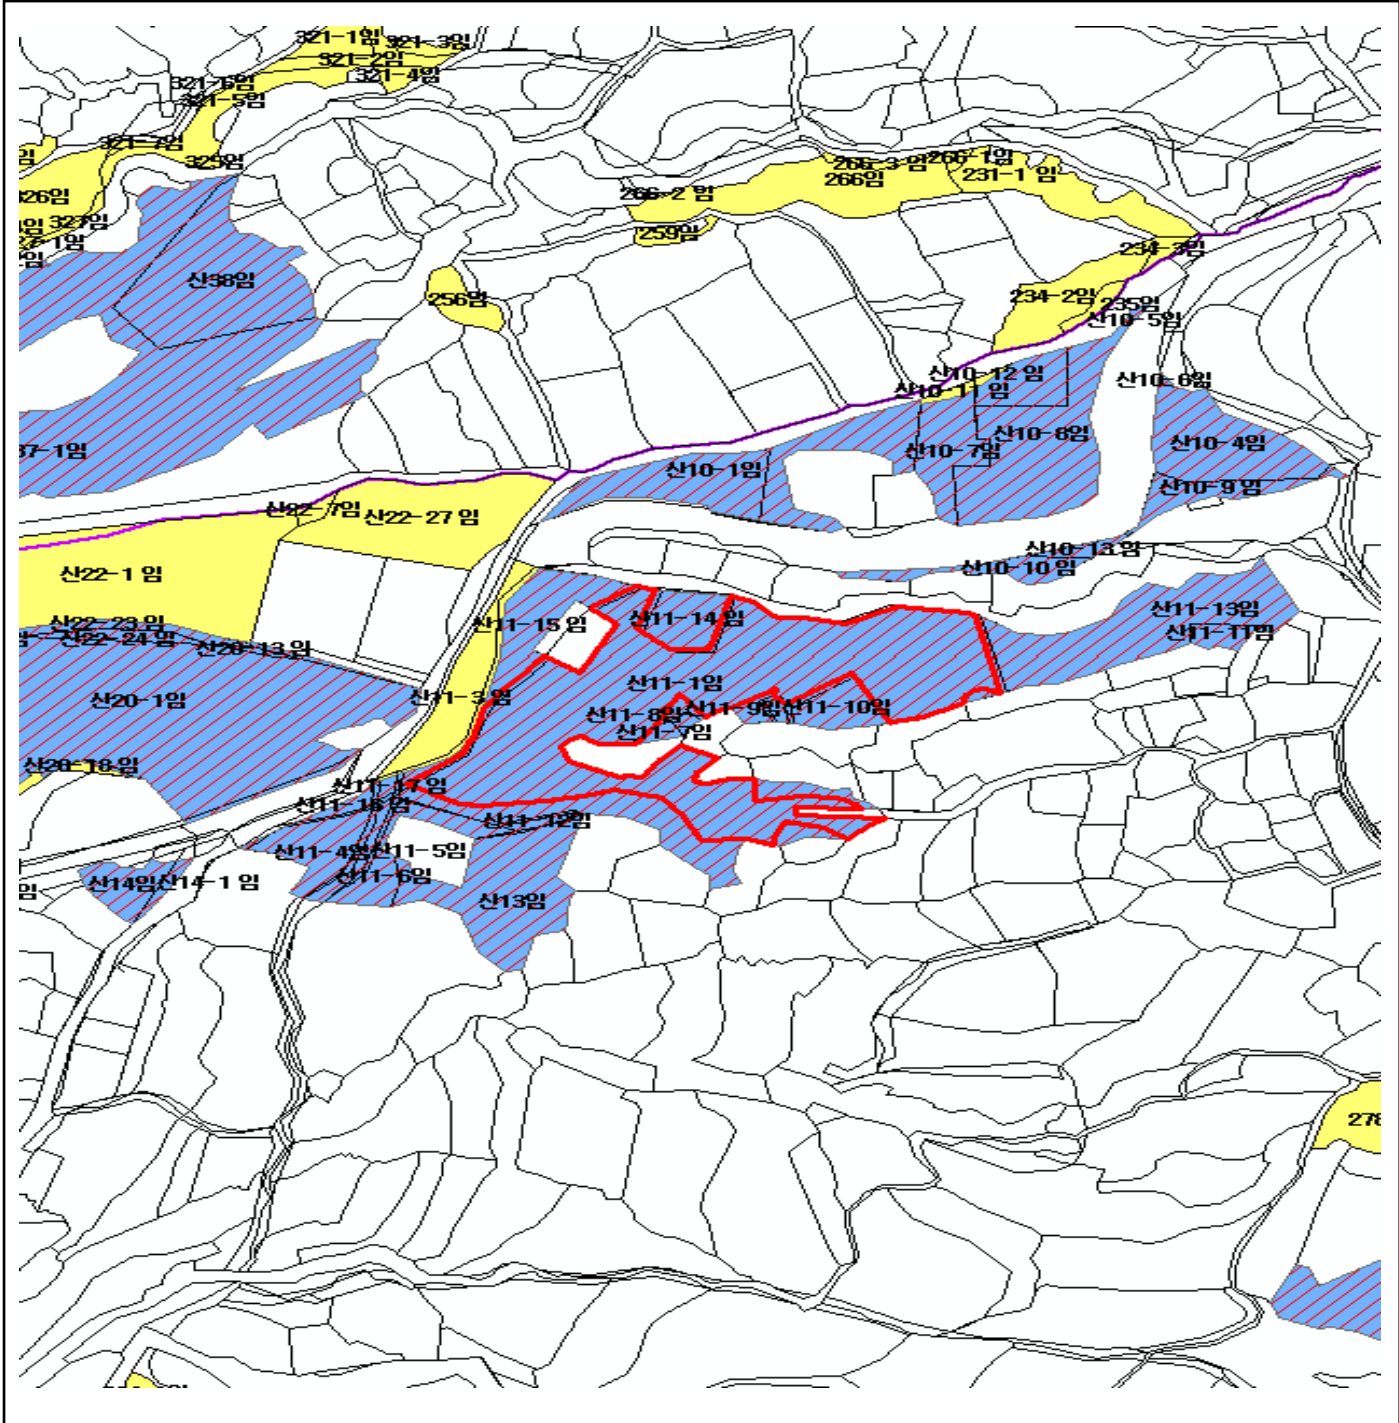 321-1임
321-3임
321-2임
321-4임
321-6임
321-5임
321-7임
325임
임
326임
327임
266-3 임
266-1임
266임
231-1 임
266-2 임
259임
234-3임
산38임
256임
234-2임
235임
산10-5임
산10-12 임
산10-6임
산10-11 임
산10-8임
산10-7임
산10-4임
37-1임
산10-1임
산10-9 임
산22-7임
산22-27 임
산10-13 임
산10-10 임
산22-1 임
산11-13임
산11-11임
산22-23 임
산22-24 임
산20-13 임
산11-15 임
산11-14 임
산11-1임
산11-3 임
산20-1임
산11-8임
산11-9임
산11-10임
산11-7임
산20-18 임
산11-17 임
산11-16 임
산11-12임
산11-4임
산11-5임
산11-6임
산14임
산14-1 임
임
산13임
278